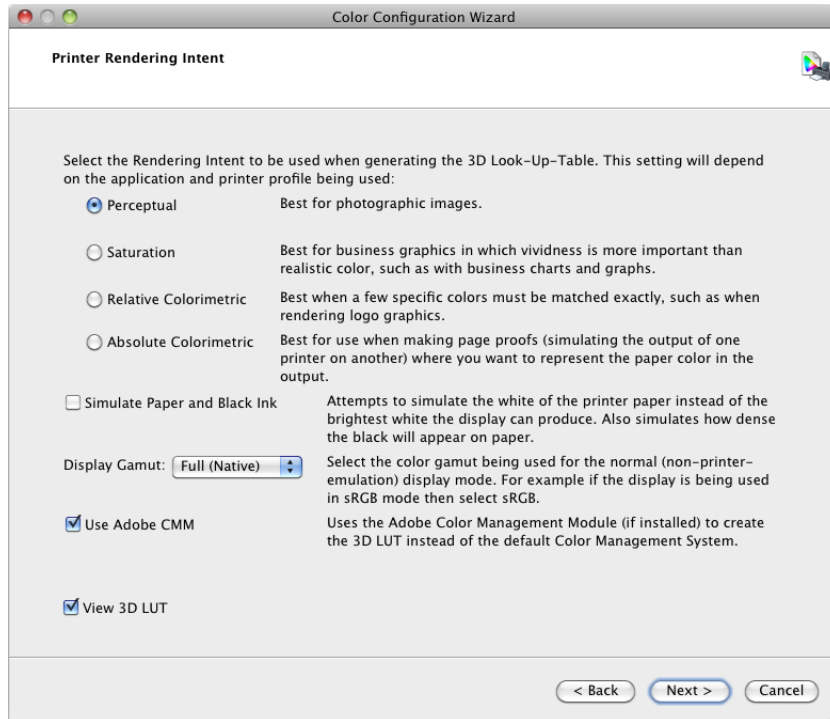 Color Configuration Wizard
Printer Rendering Intent
Select the Rendering Intent to be used when generating the 3D Look-Up-Table. This setting will depend
on the application and printer profile being used:
Perceptual Best for photographic images.
Saturation Best for business graphics in which vividness is more important than
realistic color, such as with business charts and graphs.
Relative Colorimetric Best when a few specific colors must be matched exactly, such as when
rendering logo graphics.
Absolute Colorimetric Best for use when making page proofs (simulating the output of one
printer on another) where you want to represent the paper color in the
output.
Simulate Paper and Black Ink Attempts to simulate the white of the printer paper instead of the
brightest white the display can produce. Also simulates how dense
the black will appear on paper.
Display Gamut: Full (Native) Select the color gamut being used for the normal (non-printer-
emulation) display mode. For example if the display is being used
in sRGB mode then select sRGB.
Use Adobe CMM Uses the Adobe Color Management Module (if installed) to create
the 3D LUT instead of the default Color Management System.
View 3D LUT
< Back Next > Cancel